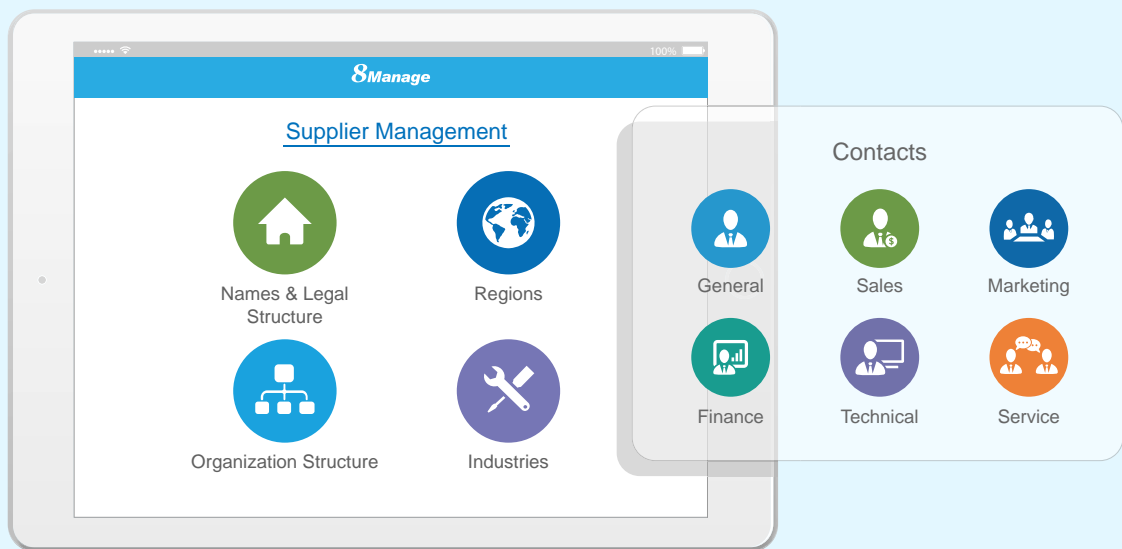 100%
8Manage
Supplier Management
Names & Legal
Structure
Regions
Organization Structure
Industries
Contacts
General
Sales
$
Marketing
Finance
Technical
Service